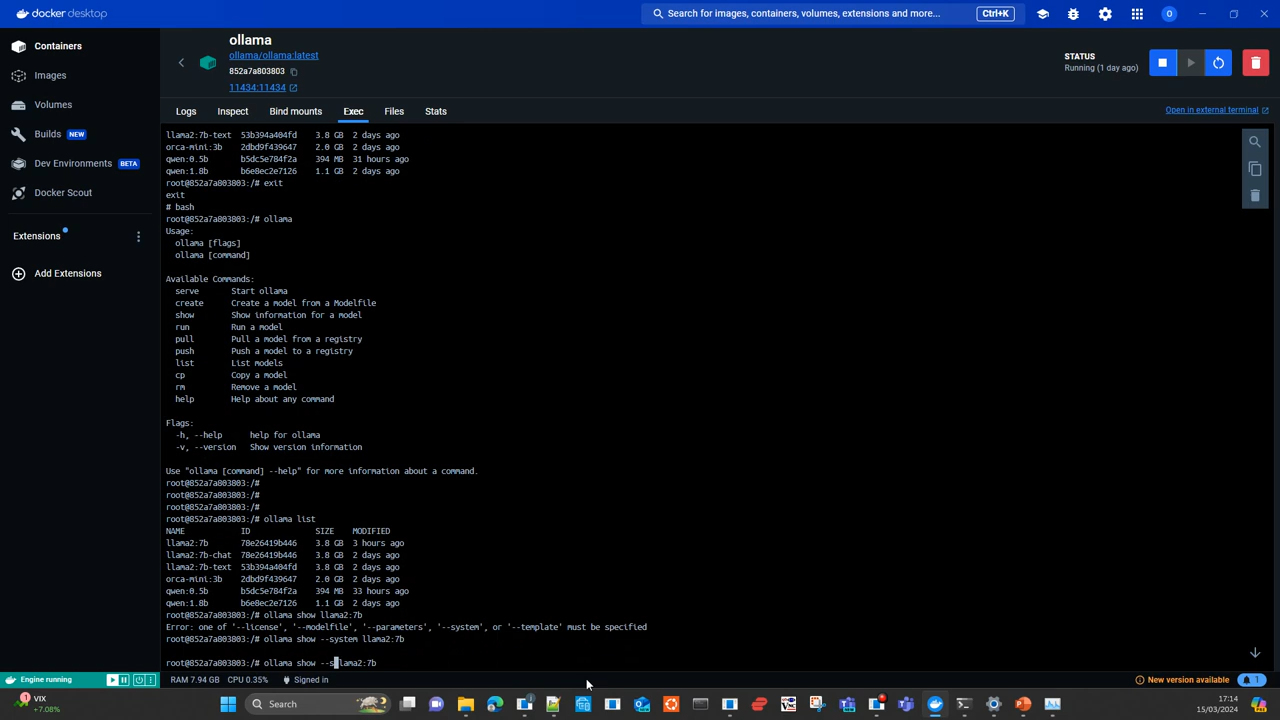 docker desktop
Search for images, containers, volumes, extensions and more...
Ctrl+K
O
Containers
Images
Volumes
Builds NEW
Dev Environments BETA
Docker Scout
Extensions
Add Extensions
ollama
ollama/ollama:latest
852a7a803803
11434:11434
STATUS
Running (1 day ago)
Logs Inspect Bind mounts Exec Files Stats
Open in external terminal
llama2:7b-text 53b394a404fd 3.8 GB 2 days ago
orca-mini:3b 2dbd9f439647 2.0 GB 2 days ago
qwen:0.5b b5dc5e784f2a 394 MB 31 hours ago
qwen:1.8b b6e8ec2e7126 1.1 GB 2 days ago
root@852a7a803803:/# exit
exit
# bash
root@852a7a803803:/# ollama
Usage:
ollama [flags]
ollama [command]
Available Commands:
serve Start ollama
create Create a model from a Modelfile
show Show information for a model
run Run a model
pull Pull a model from a registry
push Push a model to a registry
list List models
cp Copy a model
rm Remove a model
help Help about any command
Flags:
-h, --help help for ollama
-v, --version Show version information
Use "ollama [command] --help" for more information about a command.
root@852a7a803803:/#
root@852a7a803803:/#
root@852a7a803803:/#
root@852a7a803803:/# ollama list
NAME ID SIZE MODIFIED
llama2:7b 78e26419b446 3.8 GB 3 hours ago
llama2:7b-chat 78e26419b446 3.8 GB 2 days ago
llama2:7b-text 53b394a404fd 3.8 GB 2 days ago
orca-mini:3b 2dbd9f439647 2.0 GB 2 days ago
qwen:0.5b b5dc5e784f2a 394 MB 33 hours ago
qwen:1.8b b6e8ec2e7126 1.1 GB 2 days ago
root@852a7a803803:/# ollama show llama2:7b
Error: one of '--license', '--modelfile', '--parameters', '--system', or '--template' must be specified
root@852a7a803803:/# ollama show --system llama2:7b
root@852a7a803803:/# ollama show --s llama2:7b
Engine running
RAM 7.94 GB CPU 0.35% Signed in
New version available
1
VIX
+7.08%
Search
17:14
15/03/2024